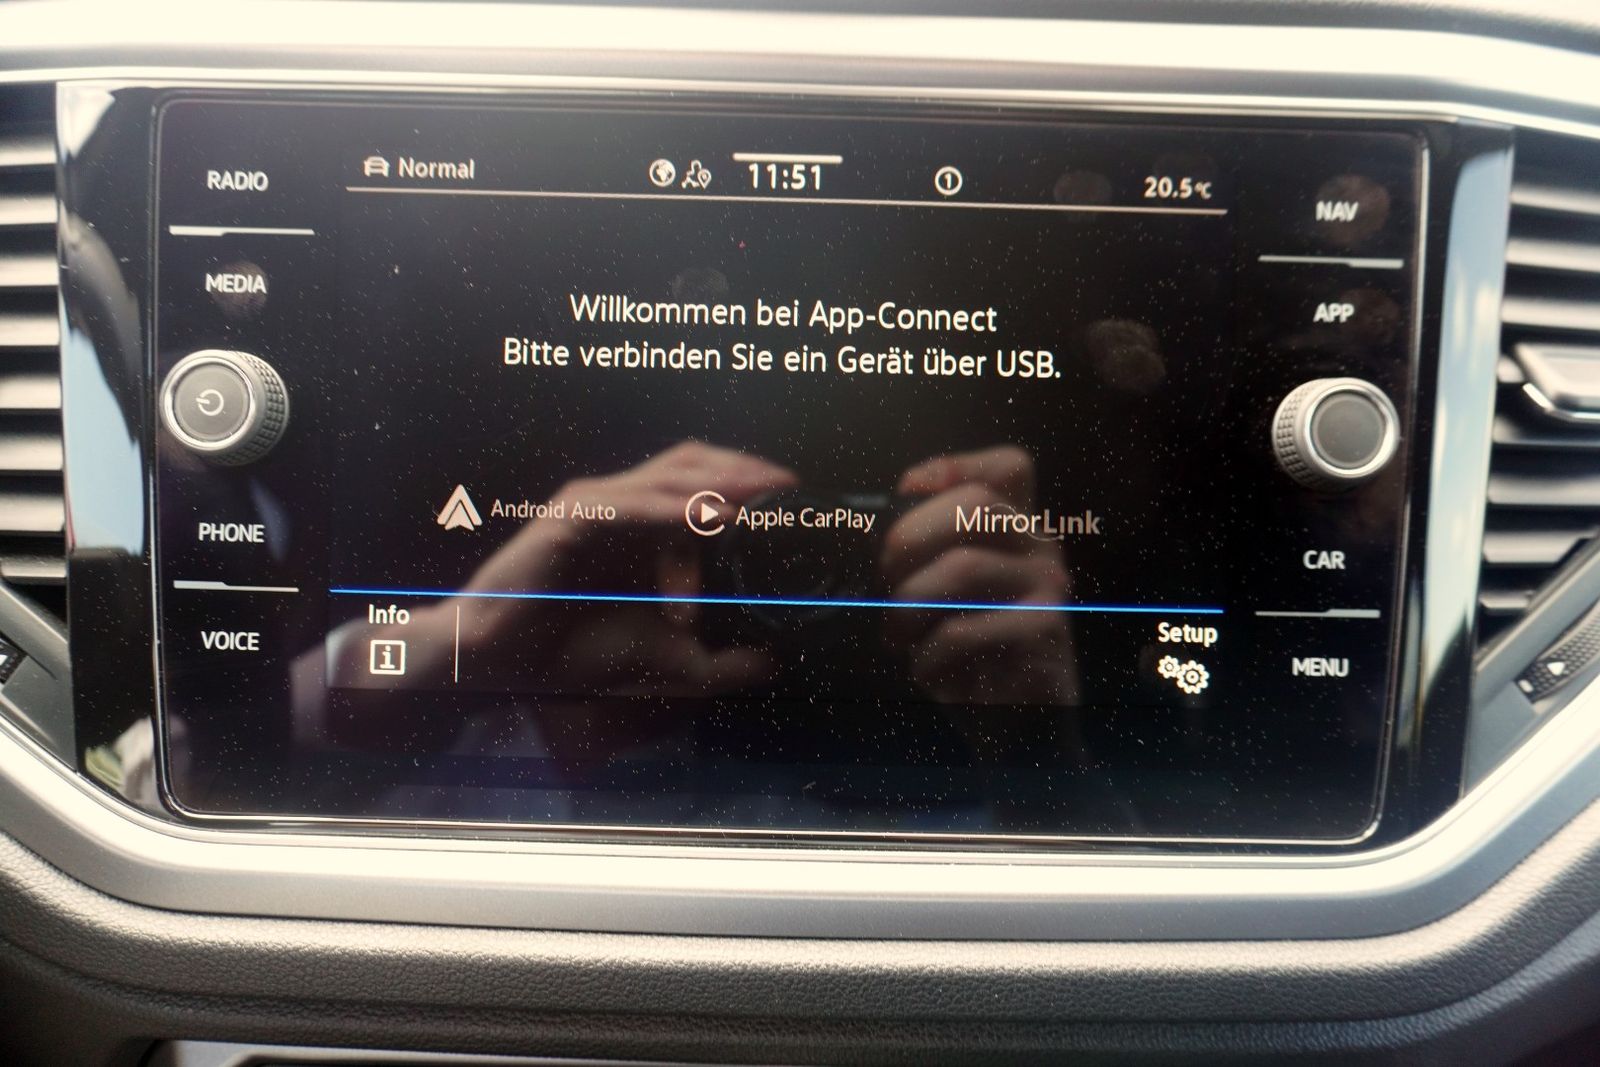 RADIO
MEDIA
PHONE
VOICE
Normal
11:51
1
20.5°C
Willkommen bei App-Connect
Bitte verbinden Sie ein Gerät über USB.
Android Auto
Apple CarPlay
MirrorLink
Info
i
Setup
NAV
APP
CAR
MENU